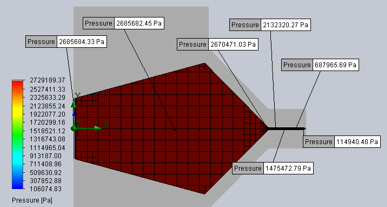 Pressure 2685682.45 Pa
Pressure 2132320.27 Pa
Pressure 2685684.33 Pa
Pressure 2670471.03 Pa
Pressure 687965.69 Pa
2729189.37
2527411.33
2325633.29
2123855.24
1922077.20
1720299.16
1518521.12
1316743.08
1114965.04
913187.00
711408.96
509630.92
307852.88
106074.83
Pressure [Pa]
Pressure 114940.48 Pa
Pressure 1475472.79 Pa
Y